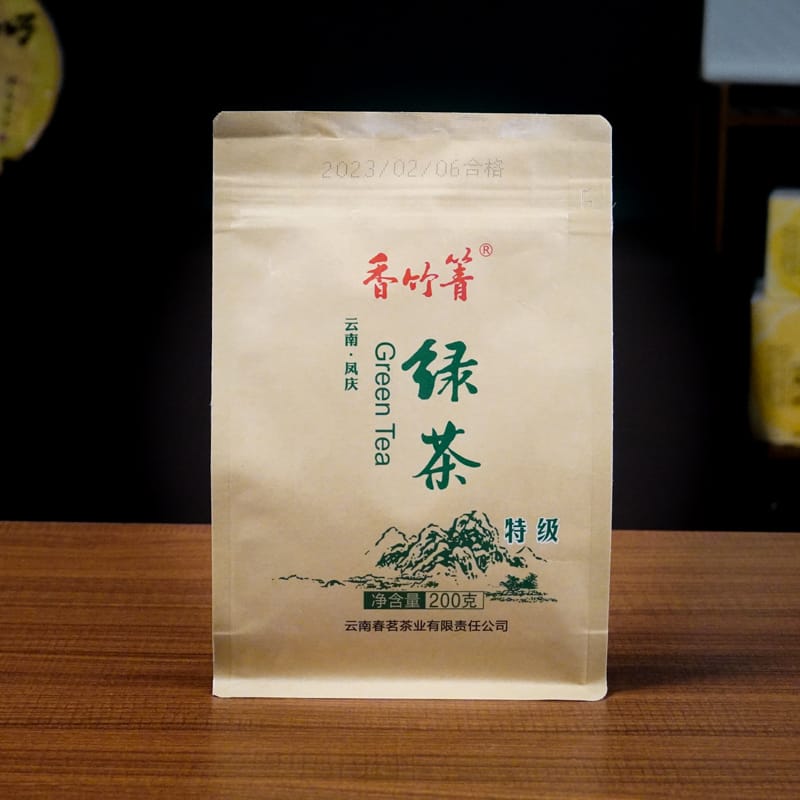 2023/02/06合格
香竹箐®
云南·凤庆
Green Tea
绿茶
特级
净含量 200克
云南春茗茶业有限责任公司